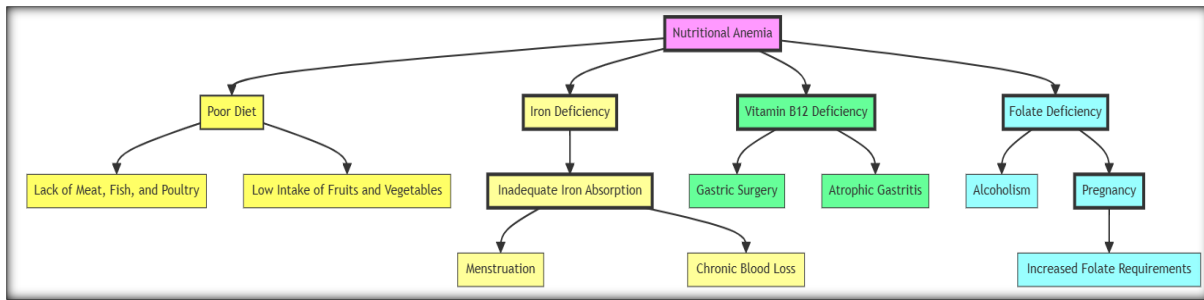 Nutritional Anemia
Poor Diet
Iron Deficiency
Vitamin B12 Deficiency
Folate Deficiency
Lack of Meat, Fish, and Poultry
Low Intake of Fruits and Vegetables
Inadequate Iron Absorption
Gastric Surgery
Atrophic Gastritis
Alcoholism
Pregnancy
Menstruation
Chronic Blood Loss
Increased Folate Requirements